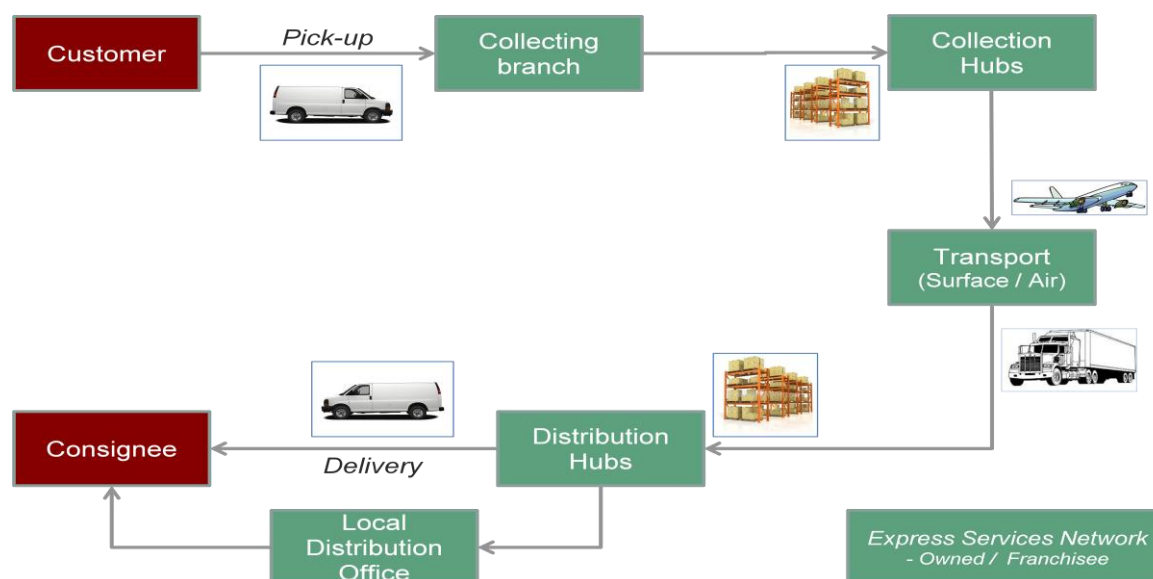 Customer
Pick-up
Collecting
branch
Collection
Hubs
Transport
(Surface / Air)
Distribution
Hubs
Delivery
Consignee
Local
Distribution
Office
Express Services Network
- Owned / Franchisee